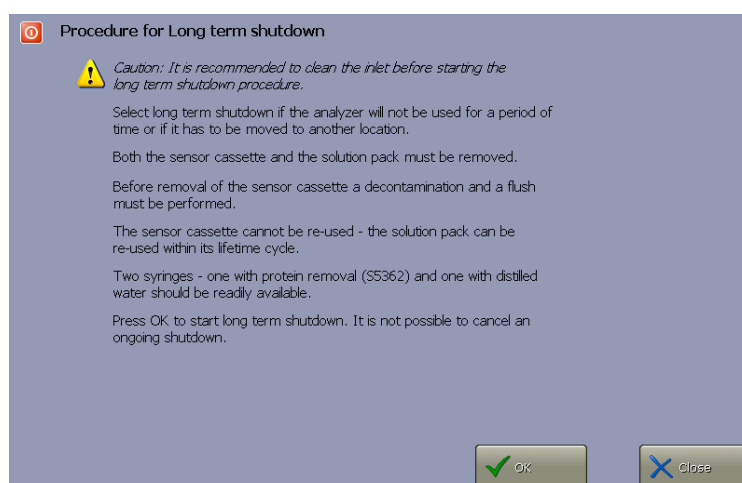 Procedure for Long term shutdown
Caution: It is recommended to clean the inlet before starting the
long term shutdown procedure.
Select long term shutdown if the analyzer will not be used for a period of
time or if it has to be moved to another location.
Both the sensor cassette and the solution pack must be removed.
Before removal of the sensor cassette a decontamination and a flush
must be performed.
The sensor cassette cannot be re-used - the solution pack can be
re-used within its lifetime cycle.
Two syringes - one with protein removal (S5362) and one with distilled
water should be readily available.
Press OK to start long term shutdown. It is not possible to cancel an
ongoing shutdown.
OK
Close